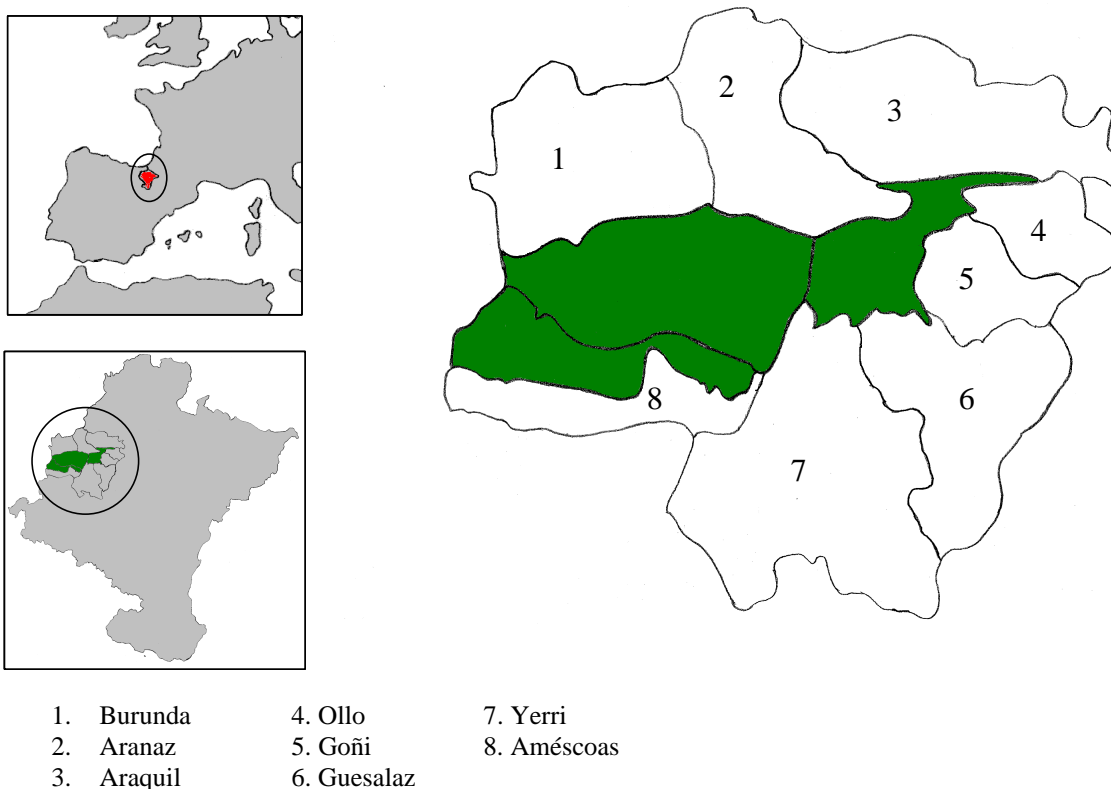 1
2
3
4
5
6
7
8
1. Burunda
2. Aranaz
3. Araquil
4. Ollo
5. Goñi
6. Guesalaz
7. Yerri
8. Améscoas